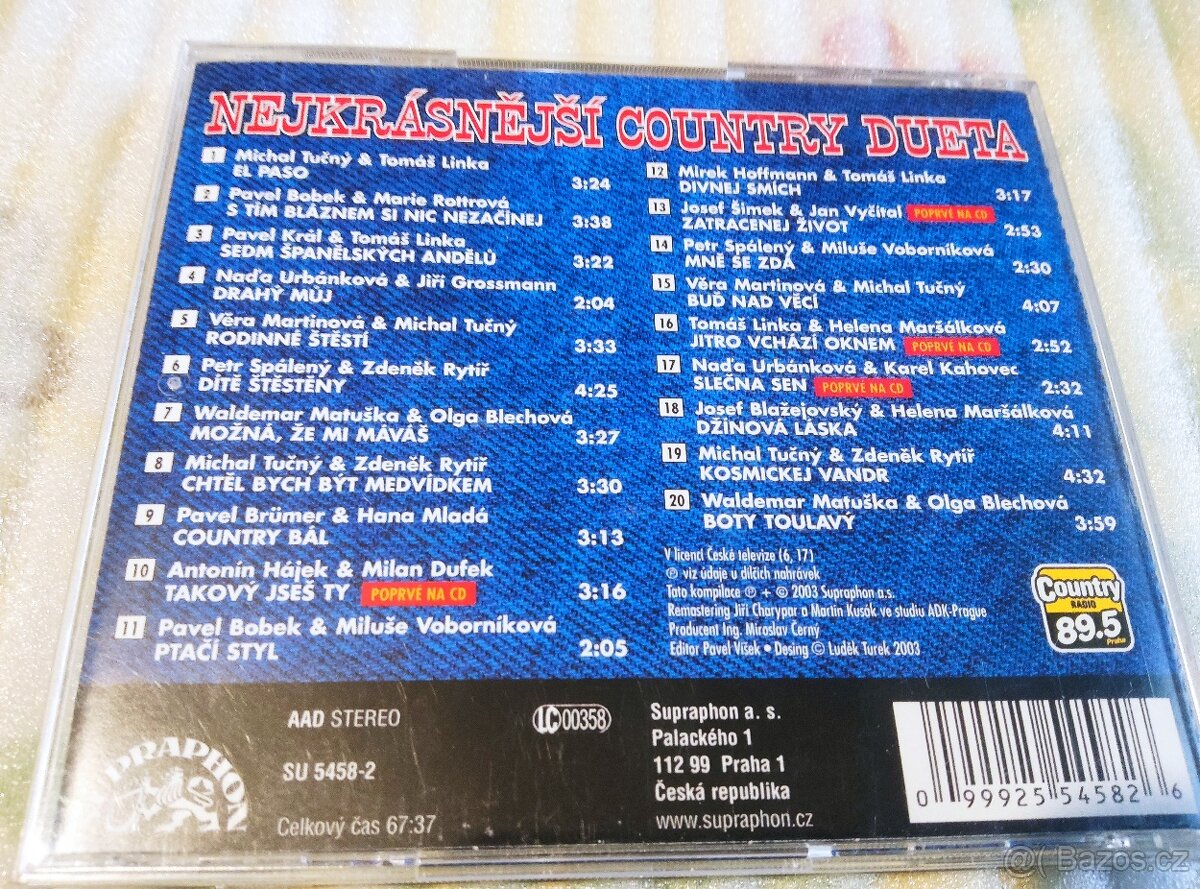 NEJKRÁSNĚJŠÍ COUNTRY DUETA
1 Michal Tučný & Tomáš Linka
EL PASO 3:24
2 Pavel Bobek & Marie Rottrová
S TÍM BLÁZNEM SI NIC NEZAČÍNEJ 3:38
3 Pavel Král & Tomáš Linka
SEDM ŠPANĚLSKÝCH ANDĚLŮ 3:22
4 Naďa Urbánková & Jiří Grossmann
DRAHÝ MŮJ 2:04
5 Věra Martinová & Michal Tučný
RODINNÉ ŠTĚSTÍ 3:33
6 Petr Spálený & Zdeněk Rytíř
DÍTĚ ŠTĚSTĚNY 4:25
7 Waldemar Matuška & Olga Blechová
MOŽNÁ, ŽE MI MÁVÁŠ 3:27
8 Michal Tučný & Zdeněk Rytíř
CHTĚL BYCH BÝT MEDVÍDKEM 3:30
9 Pavel Brümer & Hana Mladá
COUNTRY BÁL 3:13
10 Antonín Hájek & Milan Dufek
TAKOVÝ JSEŠ TY POPRVÉ NA CD 3:16
11 Pavel Bobek & Miluše Voborníková
PTAČÍ STYL 2:05
12 Mirek Hoffmann & Tomáš Linka
DIVNEJ SMÍCH 3:17
13 Josef Šimek & Jan Vyčítal POPRVÉ NA CD
ZATRACENEJ ŽIVOT 2:53
14 Petr Spálený & Miluše Voborníková
MNĚ SE ZDÁ 2:30
15 Věra Martinová & Michal Tučný
BUĎ NAD VĚCÍ 4:07
16 Tomáš Linka & Helena Maršálková
JITRO VCHÁZÍ OKNEM POPRVÉ NA CD 2:52
17 Naďa Urbánková & Karel Kahovec
SLEČNA SEN POPRVÉ NA CD 2:32
18 Josef Blažejovský & Helena Maršálková
DŽÍNOVÁ LÁSKA 4:11
19 Michal Tučný & Zdeněk Rytíř
KOSMICKEJ VANDR 4:32
20 Waldemar Matuška & Olga Blechová
BOTY TOULAVÝ 3:59
V licenci České televize (6, 17)
℗ viz údaje u dílčích nahrávek
Tato kompilace ℗ + © 2003 Supraphon a.s.
Remastering Jiří Charypar a Martin Kusák ve studiu ADK-Prague
Producent Ing. Miroslav Černý
Editor Pavel Víšek • Desing © Luděk Turek 2003
Country
RADIO
89.5
Praha
AAD STEREO
SU 5458-2
Celkový čas 67:37
LC 00358
Supraphon a. s.
Palackého 1
112 99 Praha 1
Česká republika
www.supraphon.cz
0 99925 54582 6
@( Bazos.cz